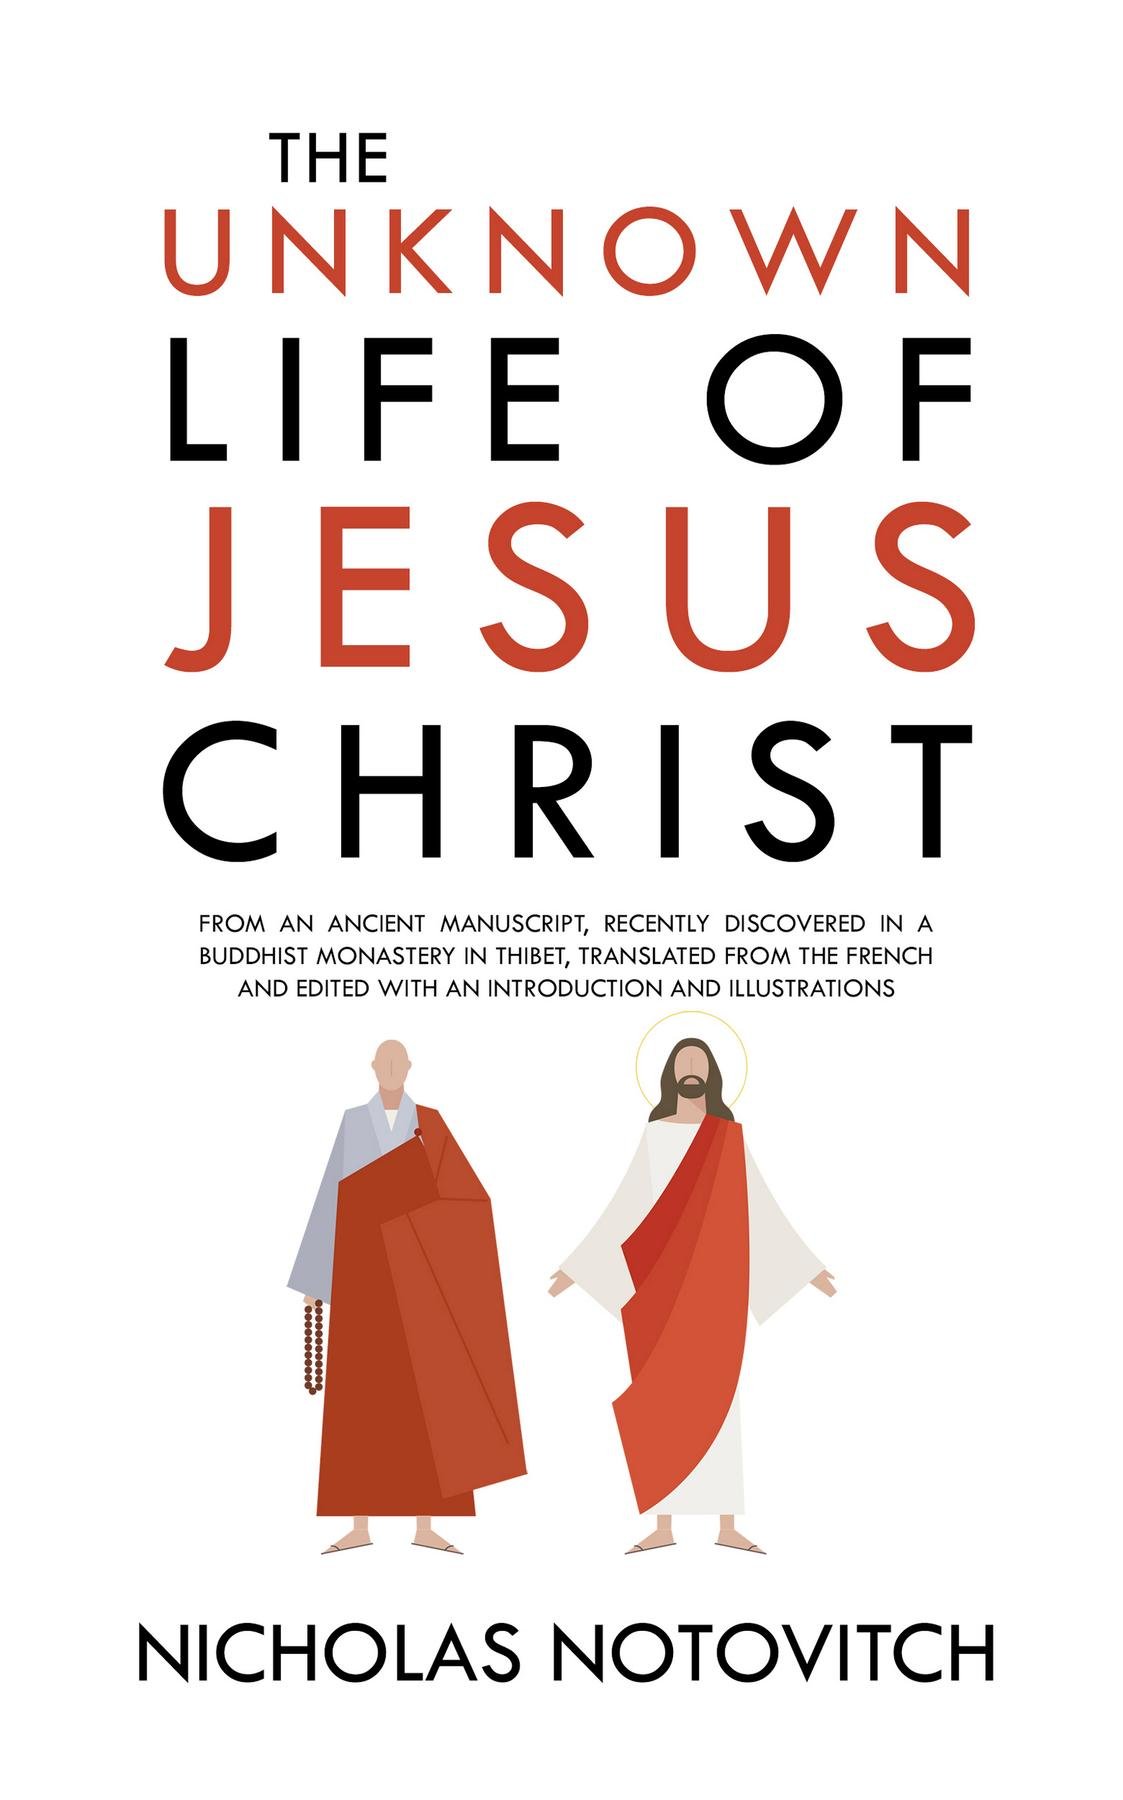 THE
UNKNOWN
LIFE OF
JESUS
CHRIST
FROM AN ANCIENT MANUSCRIPT, RECENTLY DISCOVERED IN A
BUDDHIST MONASTERY IN THIBET, TRANSLATED FROM THE FRENCH
AND EDITED WITH AN INTRODUCTION AND ILLUSTRATIONS
NICHOLAS NOTOVITCH